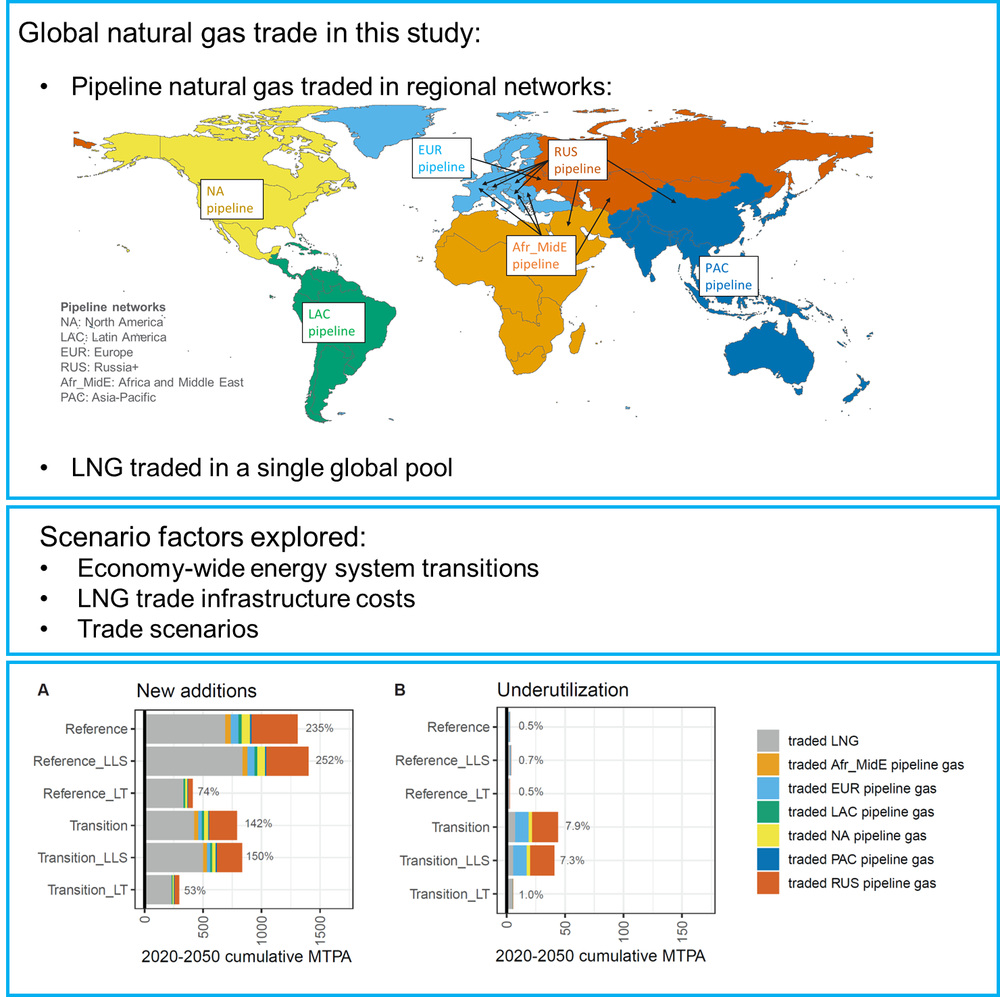 Global natural gas trade in this study:
• Pipeline natural gas traded in regional networks:
EUR
pipeline
RUS
pipeline
NA
pipeline
Afr_MidE
pipeline
PAC
pipeline
LAC
pipeline
Pipeline networks
NA: North America
LAC: Latin America
EUR: Europe
RUS: Russia+
Afr_MidE: Africa and Middle East
PAC: Asia-Pacific
• LNG traded in a single global pool
Scenario factors explored:
• Economy-wide energy system transitions
• LNG trade infrastructure costs
• Trade scenarios
A New additions
Reference 235%
Reference_LLS 252%
Reference_LT 74%
Transition 142%
Transition_LLS 150%
Transition_LT 53%
0 500 1000 1500
2020-2050 cumulative MTPA
B Underutilization
Reference 0.5%
Reference_LLS 0.7%
Reference_LT 0.5%
Transition 7.9%
Transition_LLS 7.3%
Transition_LT 1.0%
0 50 100 150
2020-2050 cumulative MTPA
traded LNG
traded Afr_MidE pipeline gas
traded EUR pipeline gas
traded LAC pipeline gas
traded NA pipeline gas
traded PAC pipeline gas
traded RUS pipeline gas